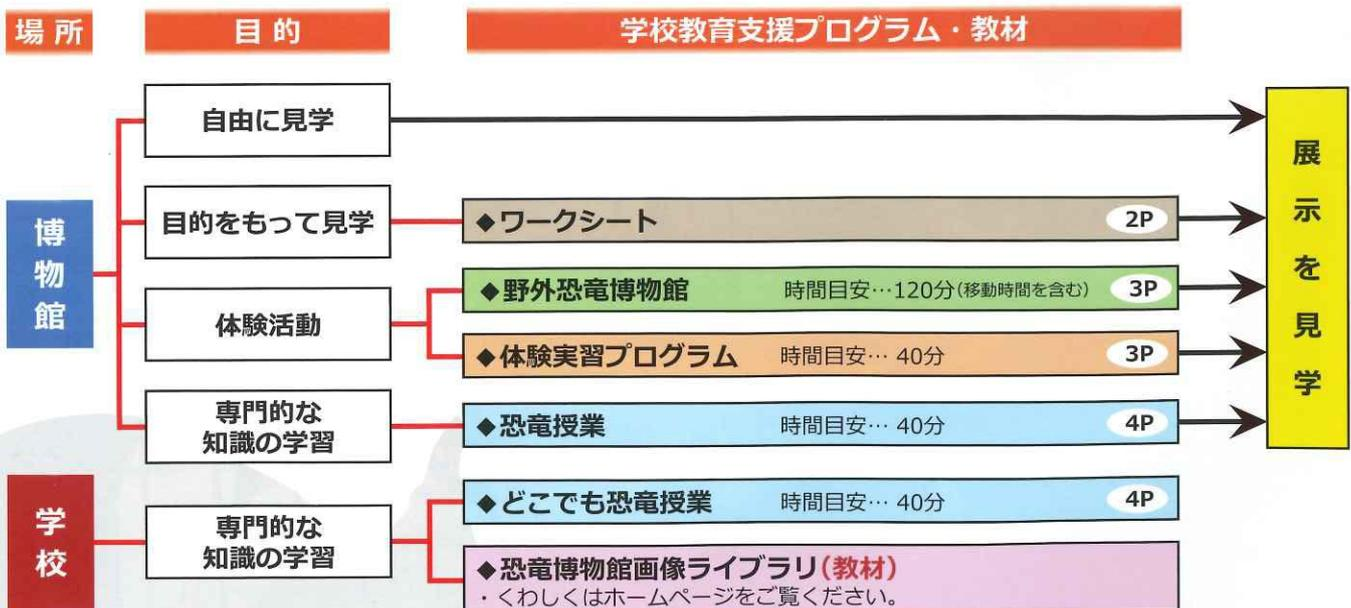 場所
目的
学校教育支援プログラム・教材
博物館
自由に見学
目的をもって見学
◆ワークシート 2P
体験活動
◆野外恐竜博物館 時間目安…120分(移動時間を含む) 3P
◆体験実習プログラム 時間目安… 40分 3P
専門的な
知識の学習
◆恐竜授業 時間目安… 40分 4P
展示を見学
学校
専門的な
知識の学習
◆どこでも恐竜授業 時間目安… 40分 4P
◆恐竜博物館画像ライブラリ(教材)
・くわしくはホームページをご覧ください。